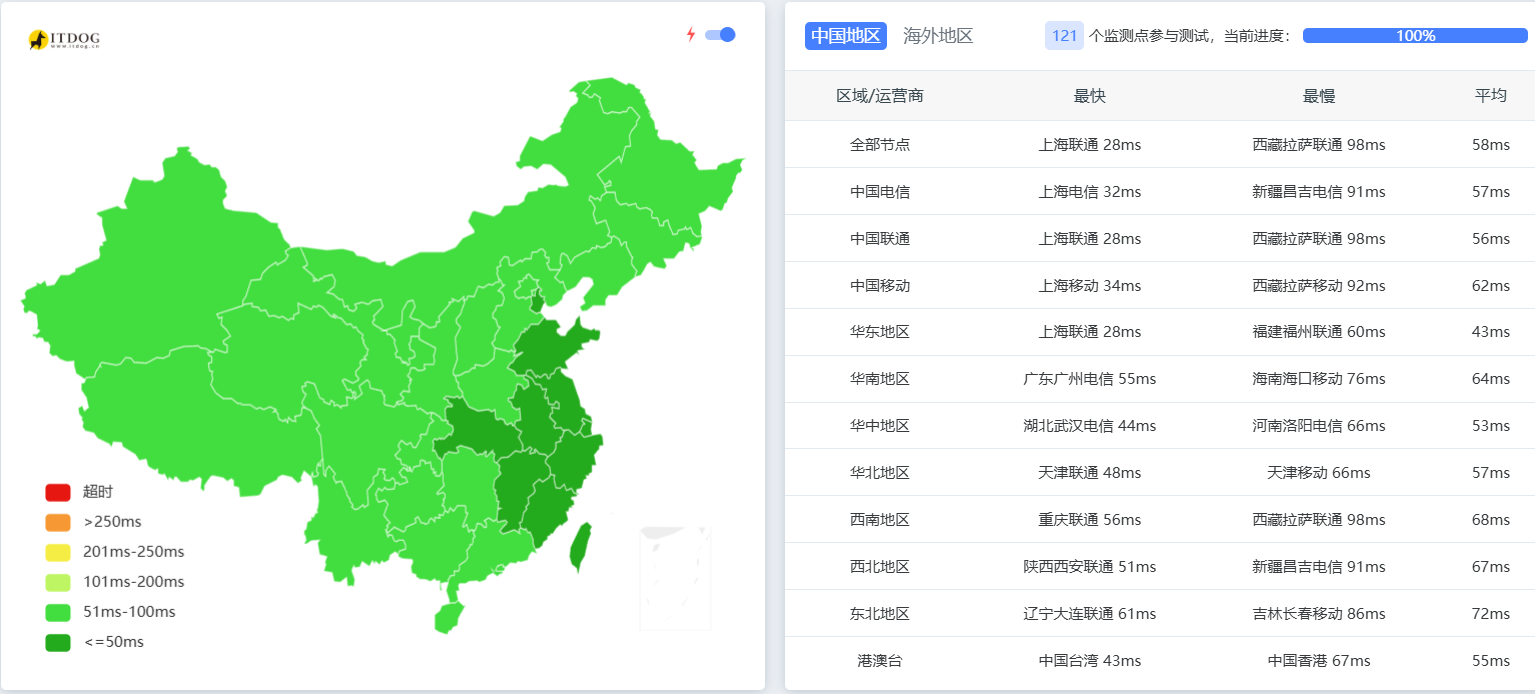 ITDOG
www.itdog.cn
超时
>250ms
201ms-250ms
101ms-200ms
51ms-100ms
<=50ms
中国地区 海外地区 121 个监测点参与测试，当前进度： 100%
区域/运营商 最快 最慢 平均
全部节点 上海联通 28ms 西藏拉萨联通 98ms 58ms
中国电信 上海电信 32ms 新疆昌吉电信 91ms 57ms
中国联通 上海联通 28ms 西藏拉萨联通 98ms 56ms
中国移动 上海移动 34ms 西藏拉萨移动 92ms 62ms
华东地区 上海联通 28ms 福建福州联通 60ms 43ms
华南地区 广东广州电信 55ms 海南海口移动 76ms 64ms
华中地区 湖北武汉电信 44ms 河南洛阳电信 66ms 53ms
华北地区 天津联通 48ms 天津移动 66ms 57ms
西南地区 重庆联通 56ms 西藏拉萨联通 98ms 68ms
西北地区 陕西西安联通 51ms 新疆昌吉电信 91ms 67ms
东北地区 辽宁大连联通 61ms 吉林长春移动 86ms 72ms
港澳台 中国台湾 43ms 中国香港 67ms 55ms